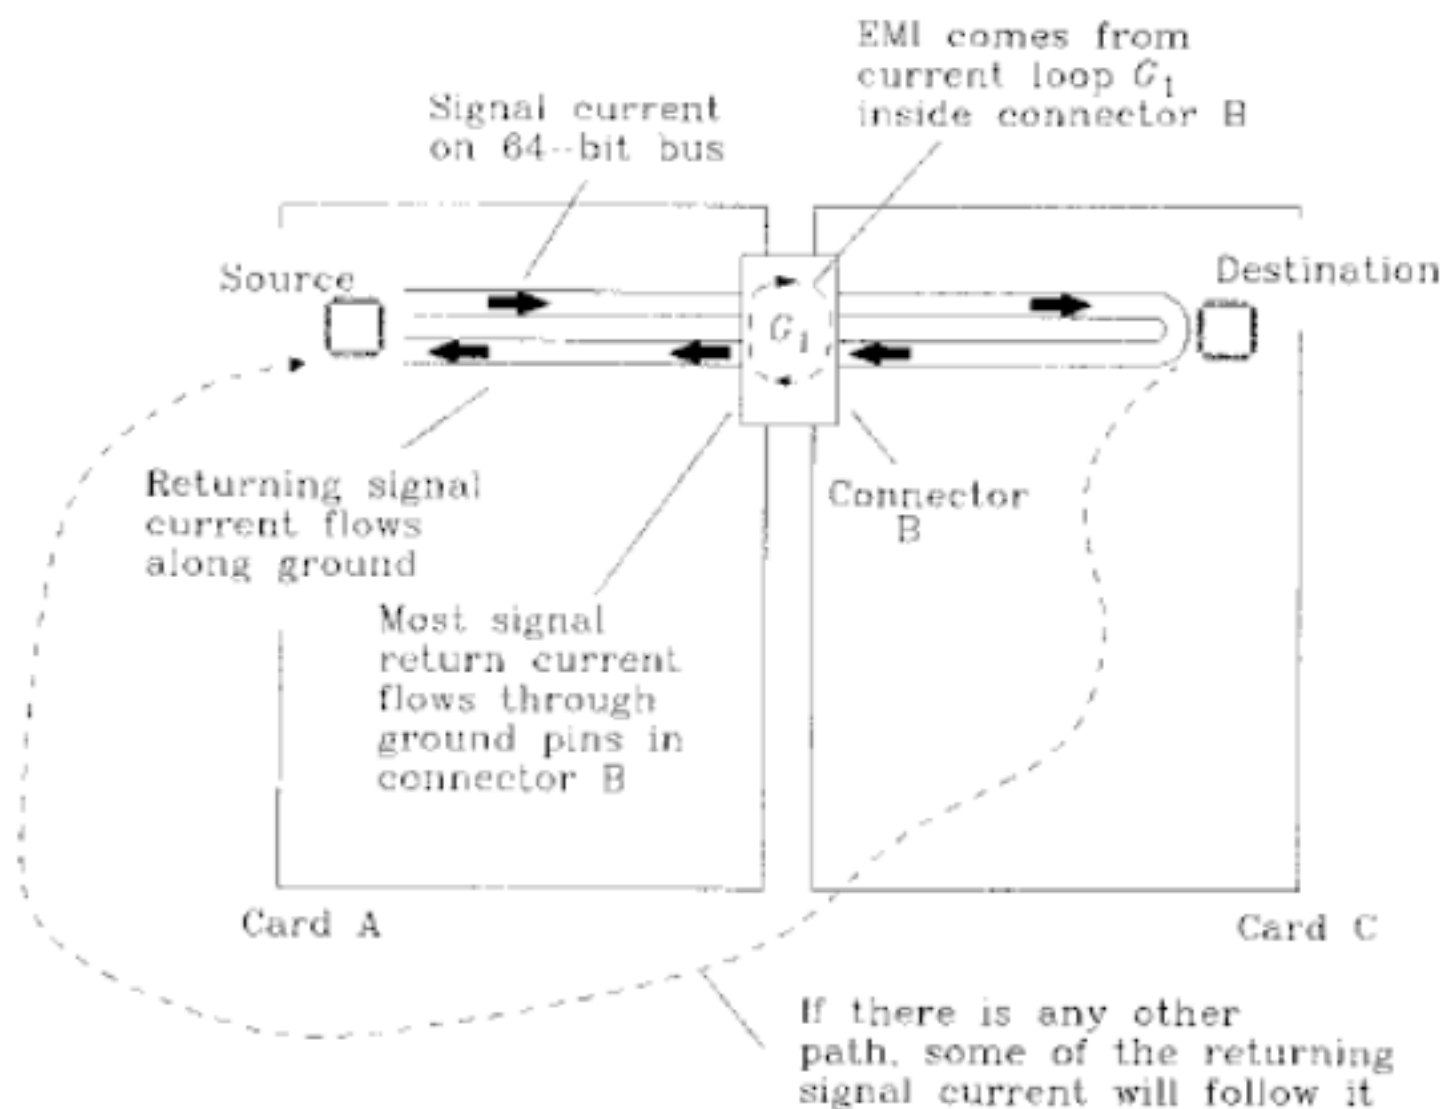 EMI comes from
current loop G1
inside connector B
Signal current
on 64--bit bus
Source
Destination
G1
Returning signal
current flows
along ground
Connector
B
Most signal
return current
flows through
ground pins in
connector B
Card A
Card C
If there is any other
path, some of the returning
signal current will follow it